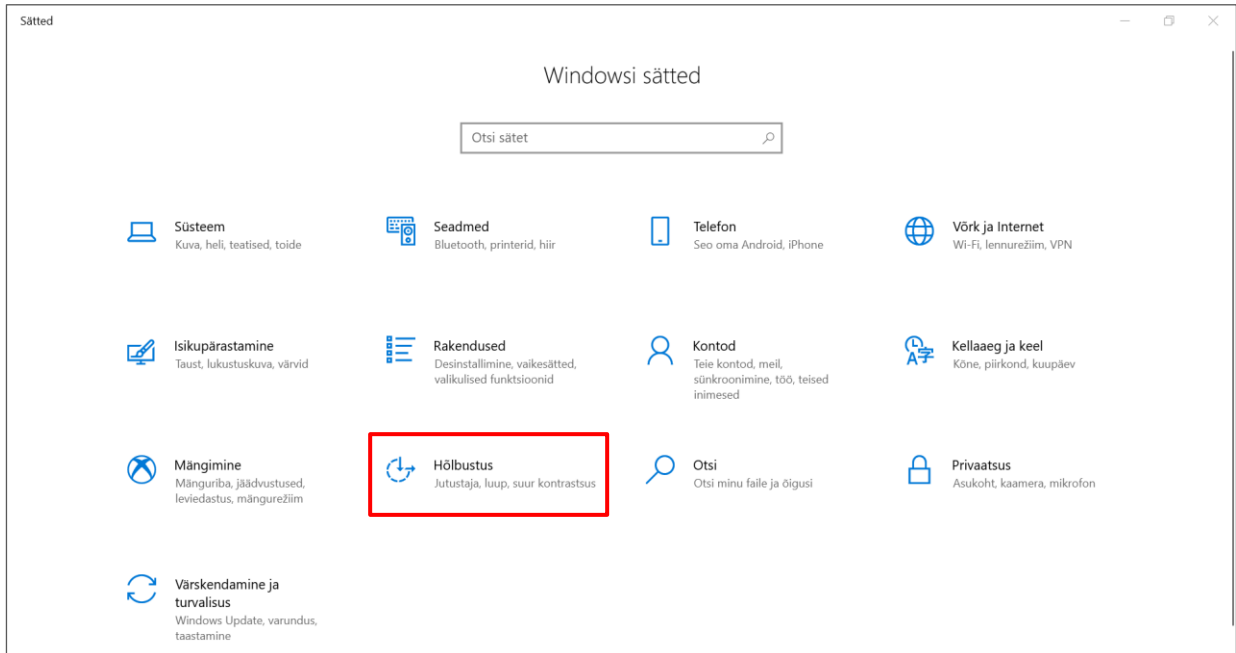 Sätted
Windowsi sätted
Otsi sätet
Süsteem
Kuva, heli, teatised, toide
Seadmed
Bluetooth, printerid, hiir
Telefon
Seo oma Android, iPhone
Võrk ja Internet
Wi-Fi, lennurežiim, VPN
Isikupärastamine
Taust, lukustuskuva, värvid
Rakendused
Desinstallimine, vaikesätted,
valikulised funktsioonid
Kontod
Teie kontod, meil,
sünkroonimine, töö, teised
inimesed
Kellaaeg ja keel
Kõne, piirkond, kuupäev
Mängimine
Mänguriba, jäädvustused,
leviedastus, mängurežiim
Hõlbustus
Jutustaja, luup, suur kontrastsus
Otsi
Otsi minu faile ja õigusi
Privaatsus
Asukoht, kaamera, mikrofon
Värskendamine ja
turvalisus
Windows Update, varundus,
taastamine